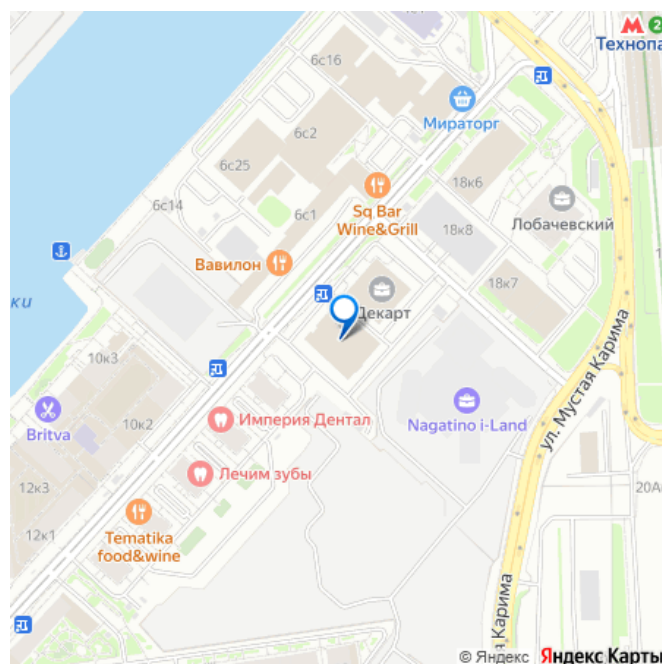 2
Технопа
6с16
Мираторг
6с2
6с25
18к6
6с14
Sq Bar
Wine&Grill
Лобачевский
6с1
18к8
Вавилон
18к7
ки
Декарт
ул. Мустая Карима
10к3
Империя Дентал
Nagatino i-Land
Britva
10к2
Лечим зубы
12к3
20А
12к1
Tematika
food&wine
а Карима
© Яндекс Яндекс Карты